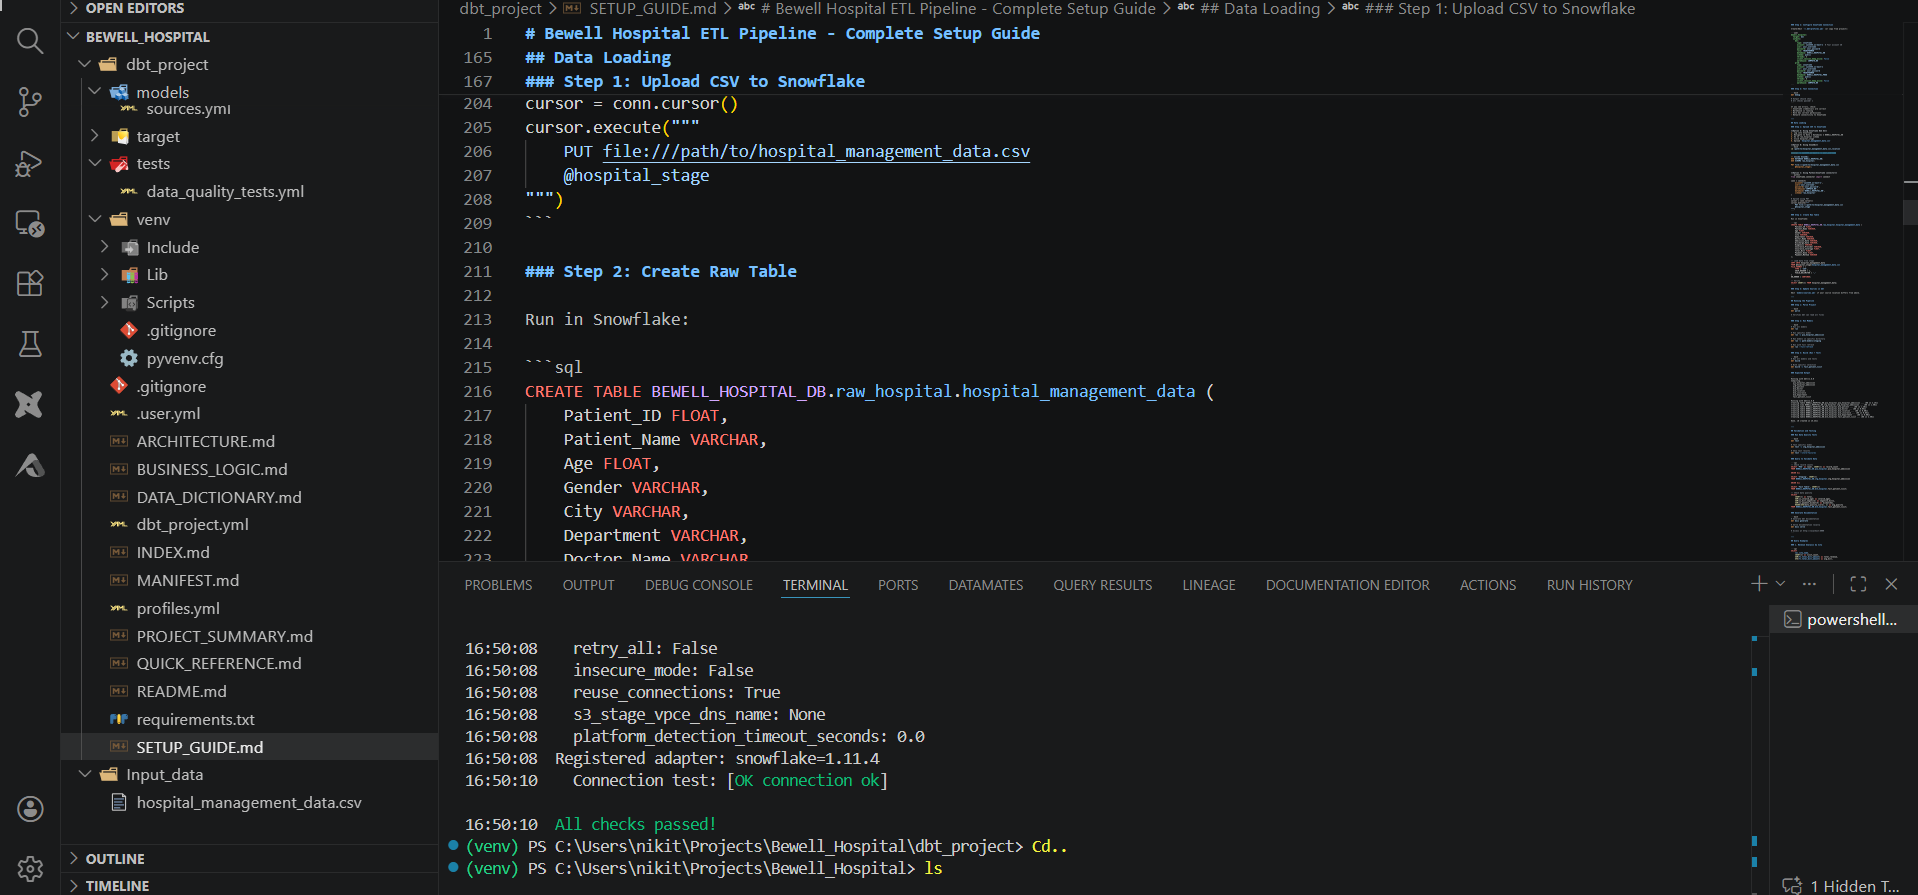 OPEN EDITORS
BEWELL_HOSPITAL
dbt_project
models
sources.yml
target
tests
data_quality_tests.yml
venv
Include
Lib
Scripts
.gitignore
pyvenv.cfg
.gitignore
.user.yml
ARCHITECTURE.md
BUSINESS_LOGIC.md
DATA_DICTIONARY.md
dbt_project.yml
INDEX.md
MANIFEST.md
profiles.yml
PROJECT_SUMMARY.md
QUICK_REFERENCE.md
README.md
requirements.txt
SETUP_GUIDE.md
Input_data
hospital_management_data.csv
OUTLINE
TIMELINE
dbt_project > SETUP_GUIDE.md > abc # Bewell Hospital ETL Pipeline - Complete Setup Guide > abc ## Data Loading > abc ### Step 1: Upload CSV to Snowflake
1 # Bewell Hospital ETL Pipeline - Complete Setup Guide
165 ## Data Loading
167 ### Step 1: Upload CSV to Snowflake
204 cursor = conn.cursor()
205 cursor.execute("""
206 PUT file:///path/to/hospital_management_data.csv
207 @hospital_stage
208 """)
209 ```
210
211 ### Step 2: Create Raw Table
212
213 Run in Snowflake:
214
215 ```sql
216 CREATE TABLE BEWELL_HOSPITAL_DB.raw_hospital.hospital_management_data (
217 Patient_ID FLOAT,
218 Patient_Name VARCHAR,
219 Age FLOAT,
220 Gender VARCHAR,
221 City VARCHAR,
222 Department VARCHAR,
223 Doctor_Name VARCHAR
PROBLEMS OUTPUT DEBUG CONSOLE TERMINAL PORTS DATAMATES QUERY RESULTS LINEAGE DOCUMENTATION EDITOR ACTIONS RUN HISTORY
16:50:08 retry_all: False
16:50:08 insecure_mode: False
16:50:08 reuse_connections: True
16:50:08 s3_stage_vpce_dns_name: None
16:50:08 platform_detection_timeout_seconds: 0.0
16:50:08 Registered adapter: snowflake=1.11.4
16:50:10 Connection test: [OK connection ok]
16:50:10 All checks passed!
(venv) PS C:\Users\nikit\Projects\Bewell_Hospital\dbt_project> Cd..
(venv) PS C:\Users\nikit\Projects\Bewell_Hospital> ls
powershell...
1 Hidden T...